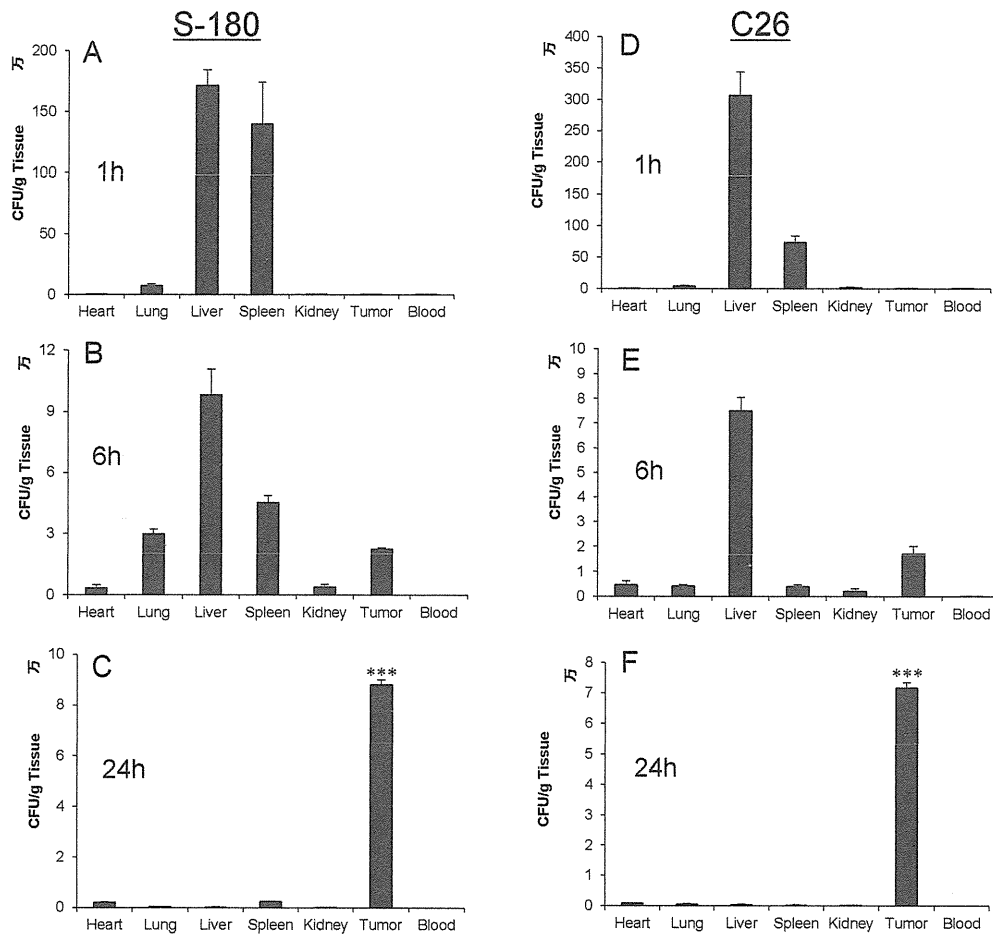 S-180
A
万
CFU/g Tissue
200
150
100
50
0
1h
Heart Lung Liver Spleen Kidney Tumor Blood
B
万
CFU/g Tissue
12
9
6
3
0
6h
Heart Lung Liver Spleen Kidney Tumor Blood
C
万
CFU/g Tissue
10
8
6
4
2
0
24h
***
Heart Lung Liver Spleen Kidney Tumor Blood
C26
D
万
CFU/g Tissue
400
350
300
250
200
150
100
50
0
1h
Heart Lung Liver Spleen Kidney Tumor Blood
E
万
CFU/g Tissue
10
9
8
7
6
5
4
3
2
1
0
6h
Heart Lung Liver Spleen Kidney Tumor Blood
F
万
CFU/g Tissue
8
7
6
5
4
3
2
1
0
24h
***
Heart Lung Liver Spleen Kidney Tumor Blood